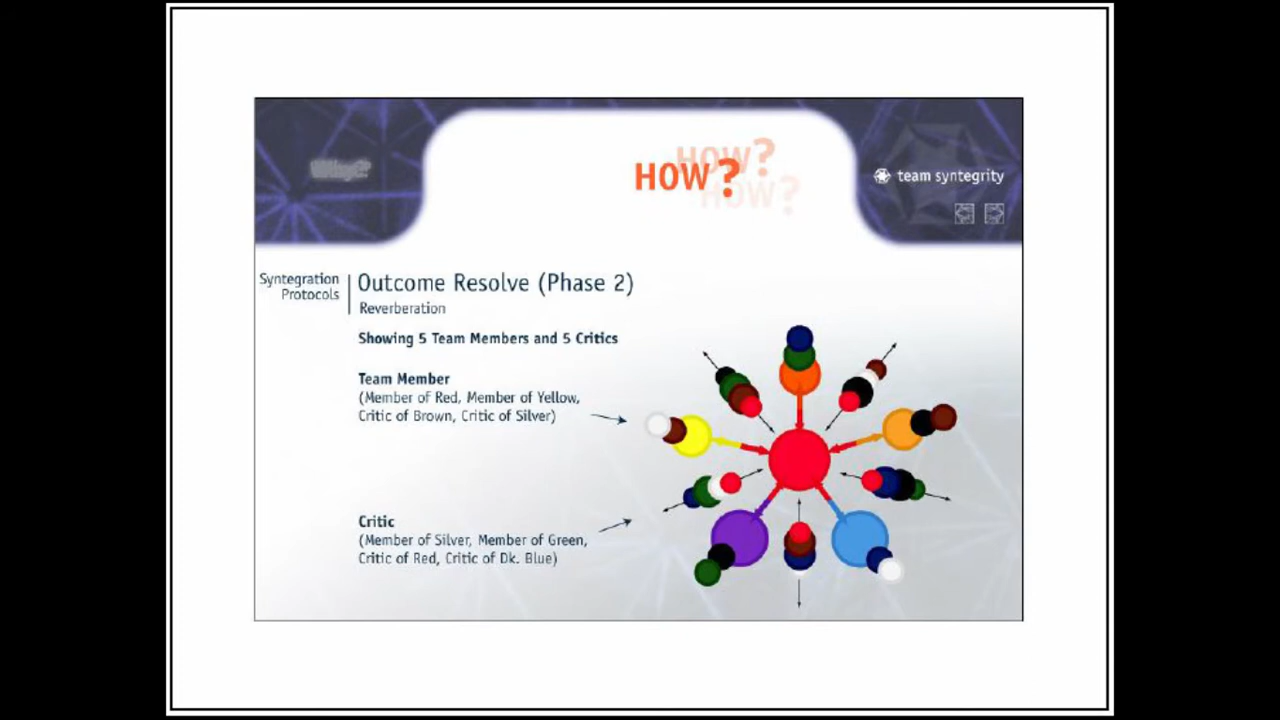 Why?
HOW?
HOW?
HOW?
team syntegrity
Syntegration
Protocols
Outcome Resolve (Phase 2)
Reverberation
Showing 5 Team Members and 5 Critics
Team Member
(Member of Red, Member of Yellow,
Critic of Brown, Critic of Silver)
Critic
(Member of Silver, Member of Green,
Critic of Red, Critic of Dk. Blue)